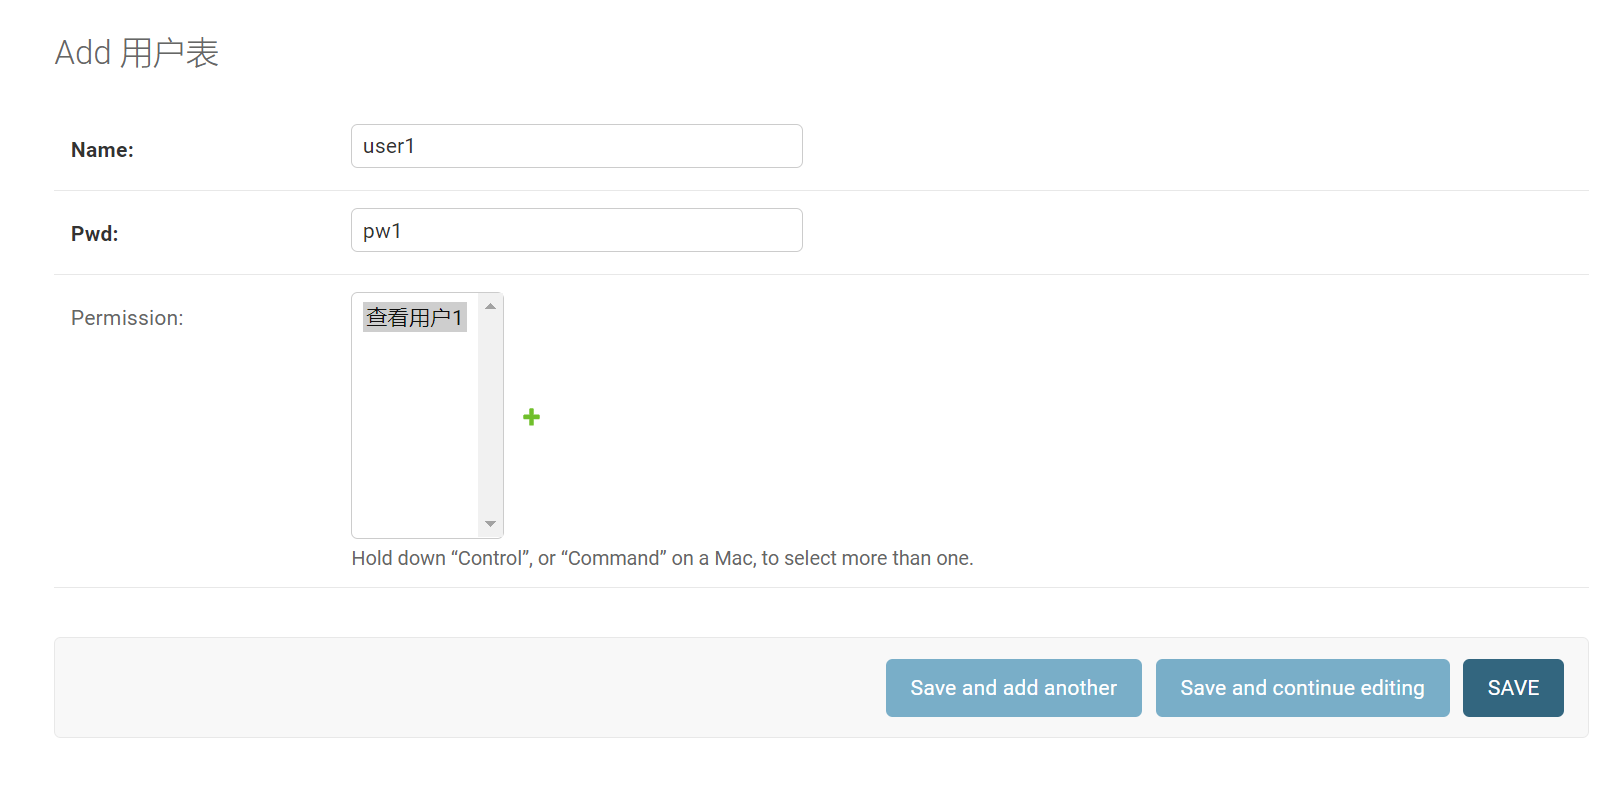 Add 用户表
Name:
user1
Pwd:
pw1
Permission:
查看用户1
Hold down “Control”, or “Command” on a Mac, to select more than one.
Save and add another
Save and continue editing
SAVE